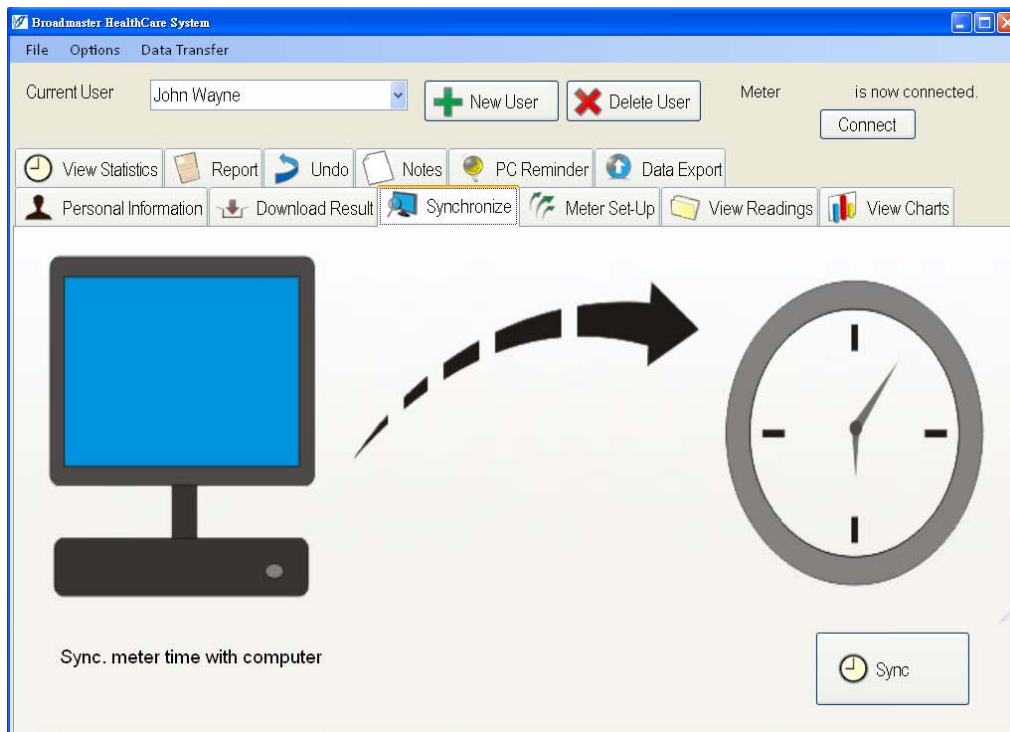 Broadmaster HealthCare System
File Options Data Transfer
Current User John Wayne New User Delete User Meter is now connected.
Connect
View Statistics Report Undo Notes PC Reminder Data Export
Personal Information Download Result Synchronize Meter Set-Up View Readings View Charts
Sync. meter time with computer
Sync